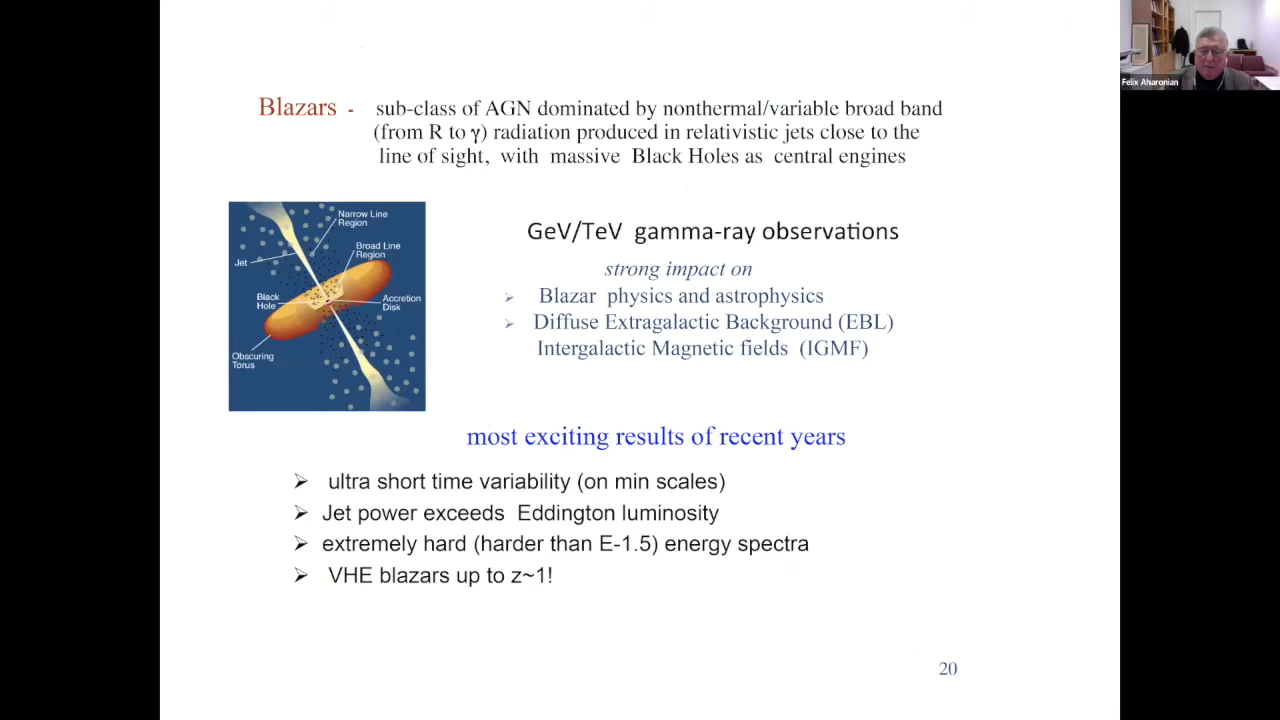 Felix Aharonian
Blazars - sub-class of AGN dominated by nonthermal/variable broad band
(from R to γ) radiation produced in relativistic jets close to the
line of sight, with massive Black Holes as central engines
Narrow Line
Region
Broad Line
Region
Jet
Black
Hole
Accretion
Disk
Obscuring
Torus
GeV/TeV gamma-ray observations
strong impact on
➢ Blazar physics and astrophysics
➢ Diffuse Extragalactic Background (EBL)
Intergalactic Magnetic fields (IGMF)
most exciting results of recent years
➢ ultra short time variability (on min scales)
➢ Jet power exceeds Eddington luminosity
➢ extremely hard (harder than E-1.5) energy spectra
➢ VHE blazars up to z~1!
20